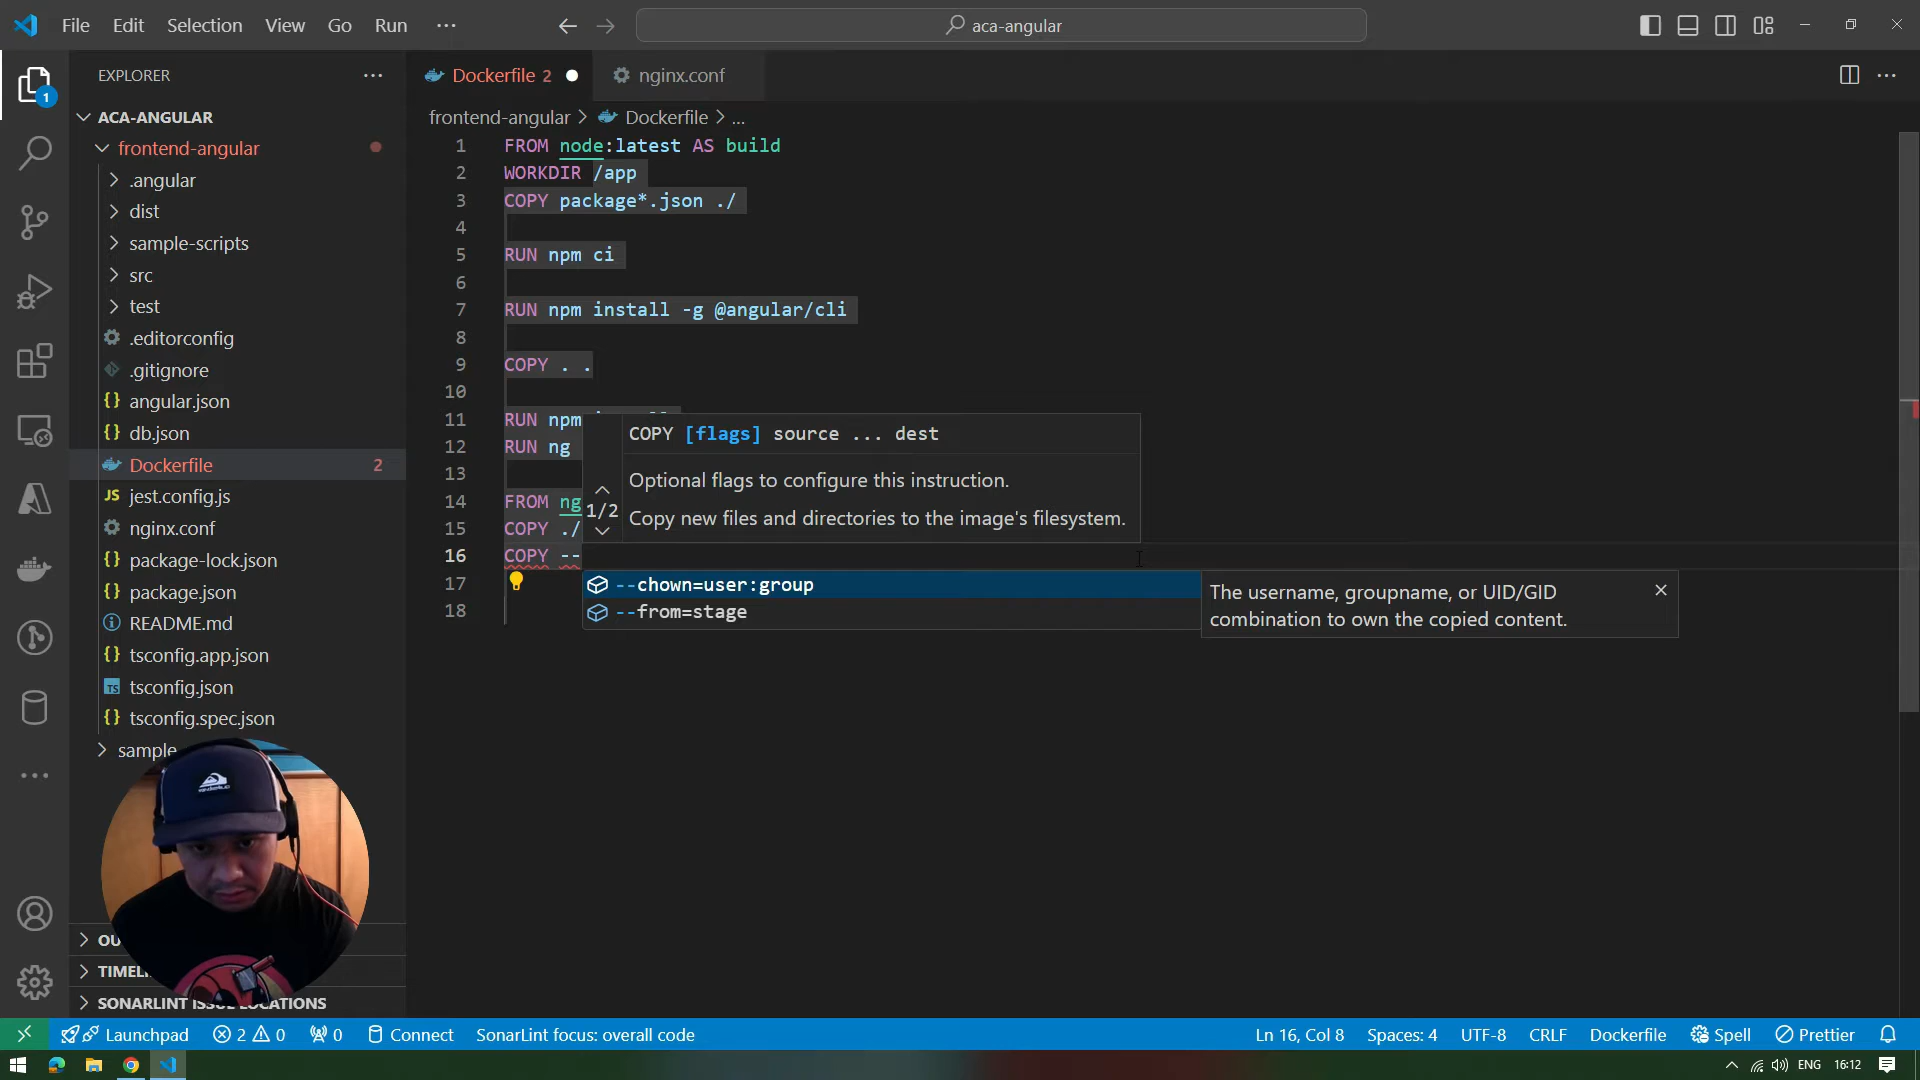 File Edit Selection View Go Run ···
aca-angular
EXPLORER
Dockerfile 2
nginx.conf
ACA-ANGULAR
frontend-angular
.angular
dist
sample-scripts
src
test
.editorconfig
.gitignore
angular.json
db.json
Dockerfile 2
jest.config.js
nginx.conf
package-lock.json
package.json
README.md
tsconfig.app.json
tsconfig.json
tsconfig.spec.json
sample
TIMELI
SONARLINT ISSUE LOCATIONS
frontend-angular > Dockerfile > ...
1 FROM node:latest AS build
2 WORKDIR /app
3 COPY package*.json ./
4
5 RUN npm ci
6
7 RUN npm install -g @angular/cli
8
9 COPY . .
10
11 RUN npm
12 RUN ng
13
14 FROM ng
15 COPY ./
16 COPY --
17
18
COPY [flags] source ... dest
Optional flags to configure this instruction.
1/2
Copy new files and directories to the image's filesystem.
--chown=user:group
--from=stage
The username, groupname, or UID/GID
combination to own the copied content.
1
Launchpad 2 0 0 Connect SonarLint focus: overall code Ln 16, Col 8 Spaces: 4 UTF-8 CRLF Dockerfile Spell Prettier
ENG 16:12